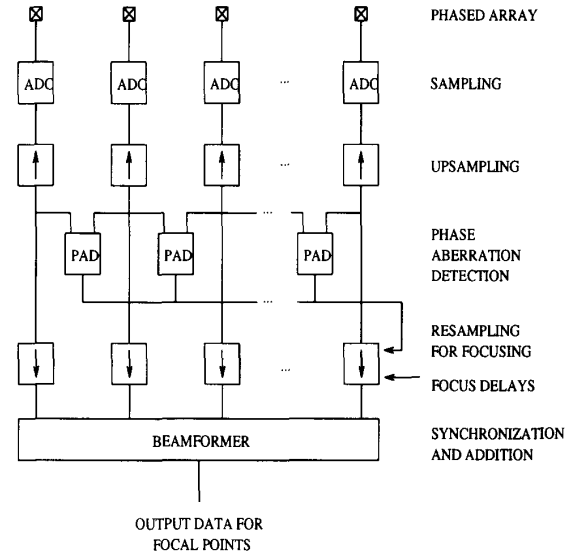 PHASED ARRAY
ADC ADC ADC ... ADC SAMPLING
... UPSAMPLING
...
PAD PAD PAD PHASE
ABERRATION
DETECTION
...
RESAMPLING
FOR FOCUSING
...
FOCUS DELAYS
BEAMFORMER SYNCHRONIZATION
AND ADDITION
OUTPUT DATA FOR
FOCAL POINTS